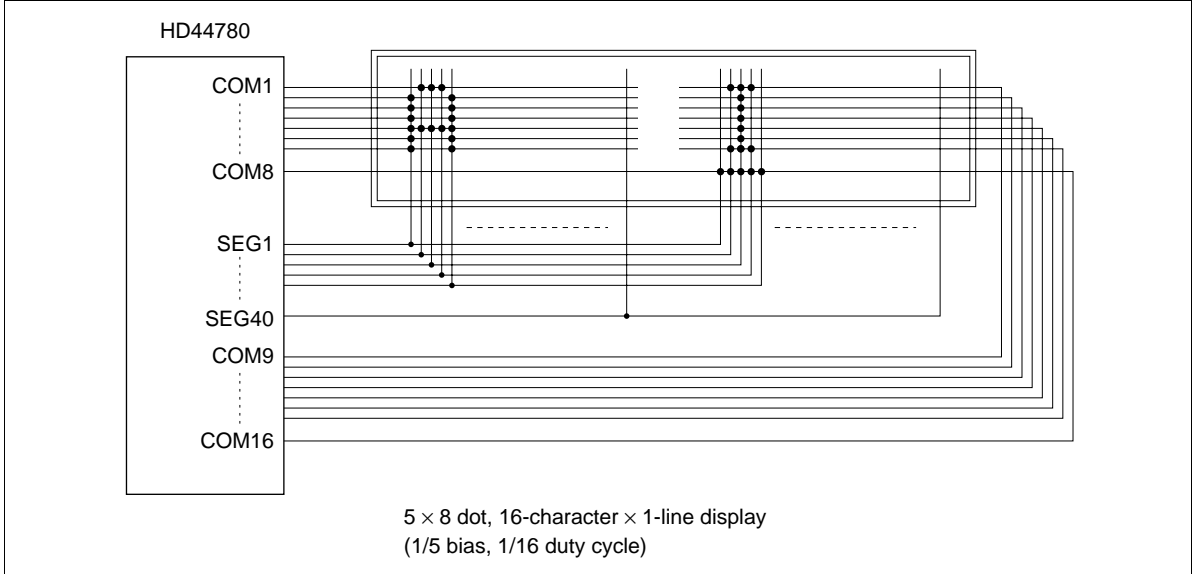 HD44780
COM1
COM8
SEG1
SEG40
COM9
COM16
5 × 8 dot, 16-character × 1-line display
(1/5 bias, 1/16 duty cycle)